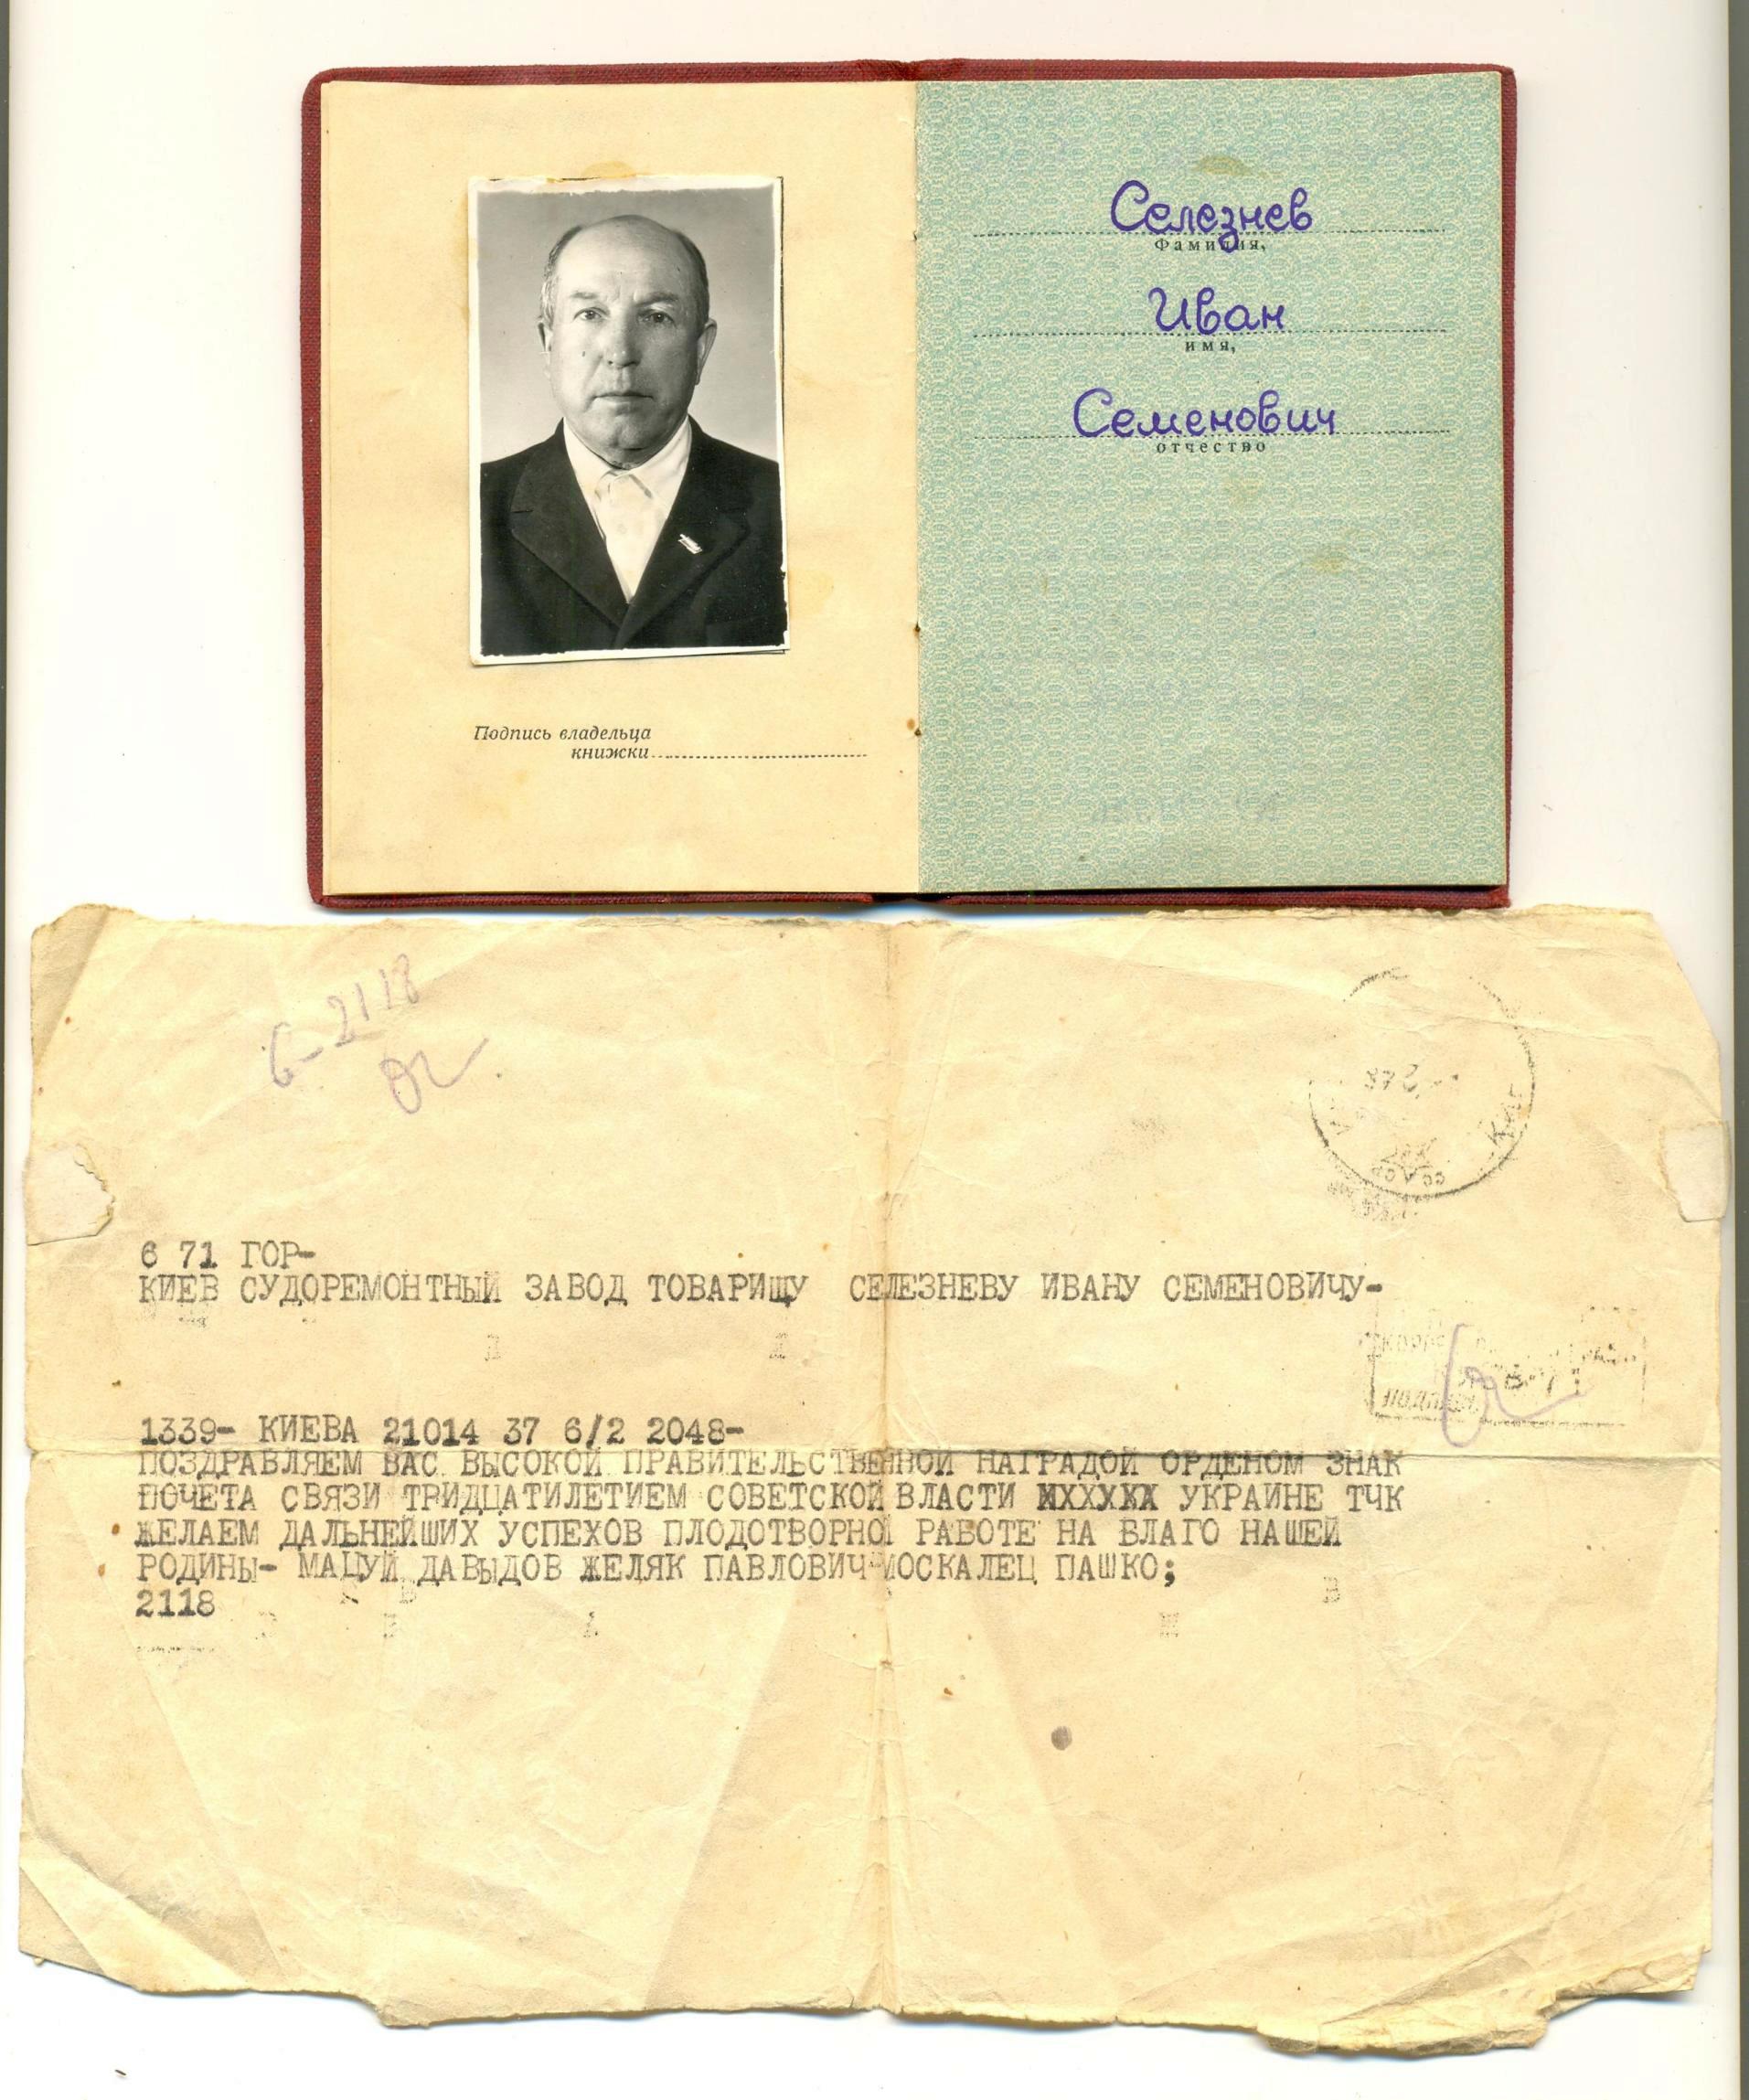 Селезнев
Фамилия,
Иван
имя,
Семенович
отчество
Подпись владельца
книжки
6-2118
6 71 ГОР-
КИЕВ СУДОРЕМОНТНЫЙ ЗАВОД ТОВАРИЩУ СЕЛЕЗНЕВУ ИВАНУ СЕМЕНОВИЧУ-
1339- КИЕВА 21014 37 6/2 2048-
ПОЗДРАВЛЯЕМ ВАС ВЫСОКОЙ ПРАВИТЕЛЬСТВЕННОЙ НАГРАДОЙ ОРДЕНОМ ЗНАК
ПОЧЕТА СВЯЗИ ТРИДЦАТИЛЕТИЕМ СОВЕТСКОЙ ВЛАСТИ ХХХХХХ УКРАИНЕ ТЧК
ЖЕЛАЕМ ДАЛЬНЕЙШИХ УСПЕХОВ ПЛОДОТВОРНОЙ РАБОТЕ НА БЛАГО НАШЕЙ
РОДИНЫ- МАЦУЙ ДАВЫДОВ ЖЕЛЯК ПАВЛОВИЧ МОСКАЛЕЦ ПАШКО;
2118